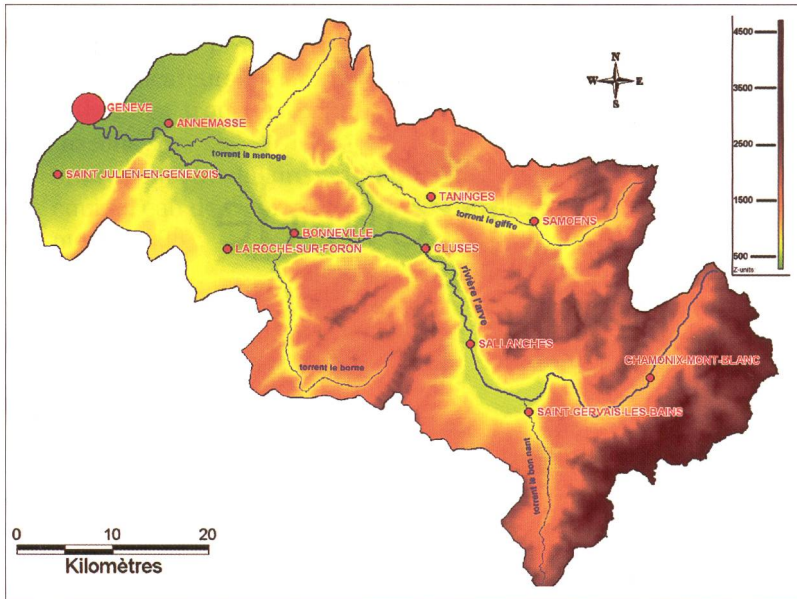 4500
N
W E
S
3500
GENEVE
ANNEMASSE
2500
torrent la menoge
SAINT JULIEN-EN-GENEVOIS
TANINGES
1500
SAMOENS
torrent le giffre
BONNEVILLE
LA ROCHE-SUR-FORON
CLUSES
500
Z-units
rivière l'arve
SALLANCHES
CHAMONIX-MONT-BLANC
torrent le borne
SAINT-GERVAIS-LES-BAINS
torrent le bon nant
0 10 20
Kilomètres